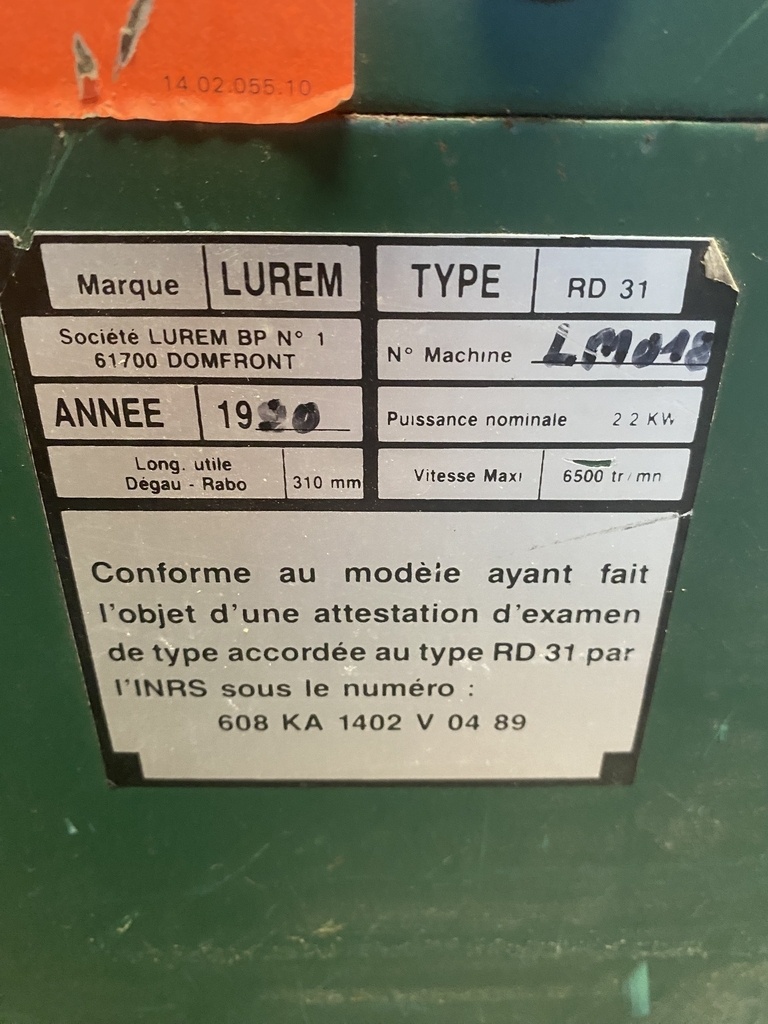 14.02.055.10
Marque LUREM TYPE RD 31
Société LUREM BP N° 1
61700 DOMFRONT
N° Machine LM018
ANNEE 1990
Puissance nominale 2 2 KW
Long. utile
Dégau - Rabo 310 mm
Vitesse Maxi 6500 tr/mn
Conforme au modèle ayant fait
l'objet d'une attestation d'examen
de type accordée au type RD 31 par
l'INRS sous le numéro :
608 KA 1402 V 04 89